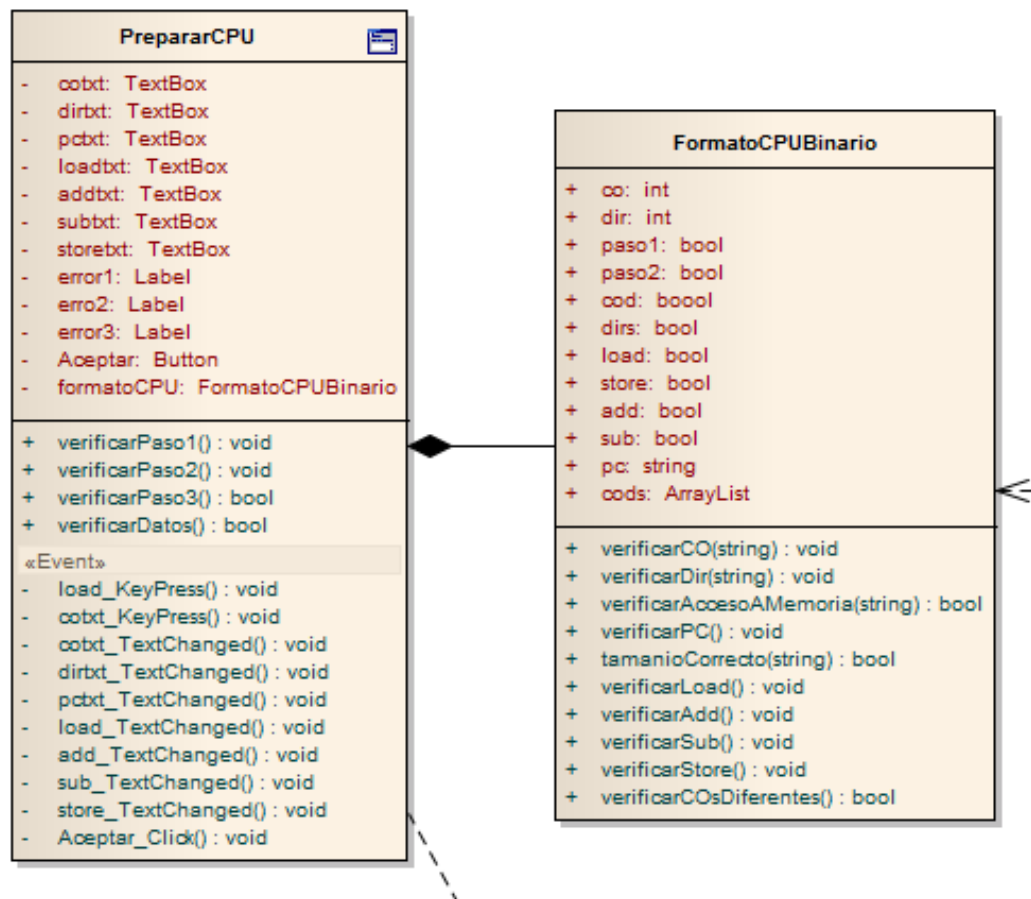 PrepararCPU
- cotxt: TextBox
- dirtxt: TextBox
- pctxt: TextBox
- loadtxt: TextBox
- addtxt: TextBox
- subtxt: TextBox
- storetxt: TextBox
- error1: Label
- erro2: Label
- error3: Label
- Aceptar: Button
- formatoCPU: FormatoCPUBinario
+ verificarPaso1() : void
+ verificarPaso2() : void
+ verificarPaso3() : bool
+ verificarDatos() : bool
«Event»
- load_KeyPress() : void
- cotxt_KeyPress() : void
- cotxt_TextChanged() : void
- dirtxt_TextChanged() : void
- pctxt_TextChanged() : void
- load_TextChanged() : void
- add_TextChanged() : void
- sub_TextChanged() : void
- store_TextChanged() : void
- Aceptar_Click() : void
FormatoCPUBinario
+ co: int
+ dir: int
+ paso1: bool
+ paso2: bool
+ cod: boool
+ dirs: bool
+ load: bool
+ store: bool
+ add: bool
+ sub: bool
+ pc: string
+ cods: ArrayList
+ verificarCO(string) : void
+ verificarDir(string) : void
+ verificarAccesoAMemoria(string) : bool
+ verificarPC() : void
+ tamanioCorrecto(string) : bool
+ verificarLoad() : void
+ verificarAdd() : void
+ verificarSub() : void
+ verificarStore() : void
+ verificarCOsDiferentes() : bool